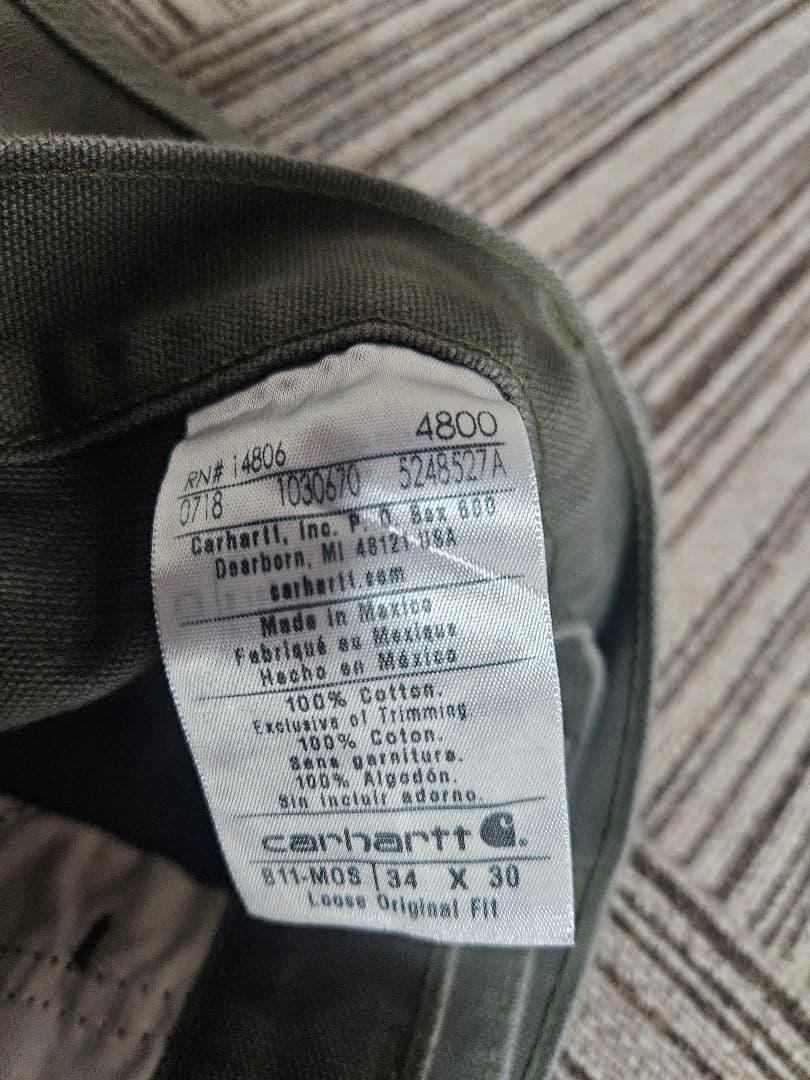 RN# 14806 4800
0718 1030670 5248527A
Carhartt, Inc. P. O. Box 600
Dearborn, MI 48121 USA
carhartt.com
Made in Mexico
Fabriqué au Mexique
Hecho en México
100% Cotton.
Exclusive of Trimming
100% Coton.
Sans garniture.
100% Algodón.
Sin incluir adorno.
carhartt
B11-MOS 34 X 30
Loose Original Fit